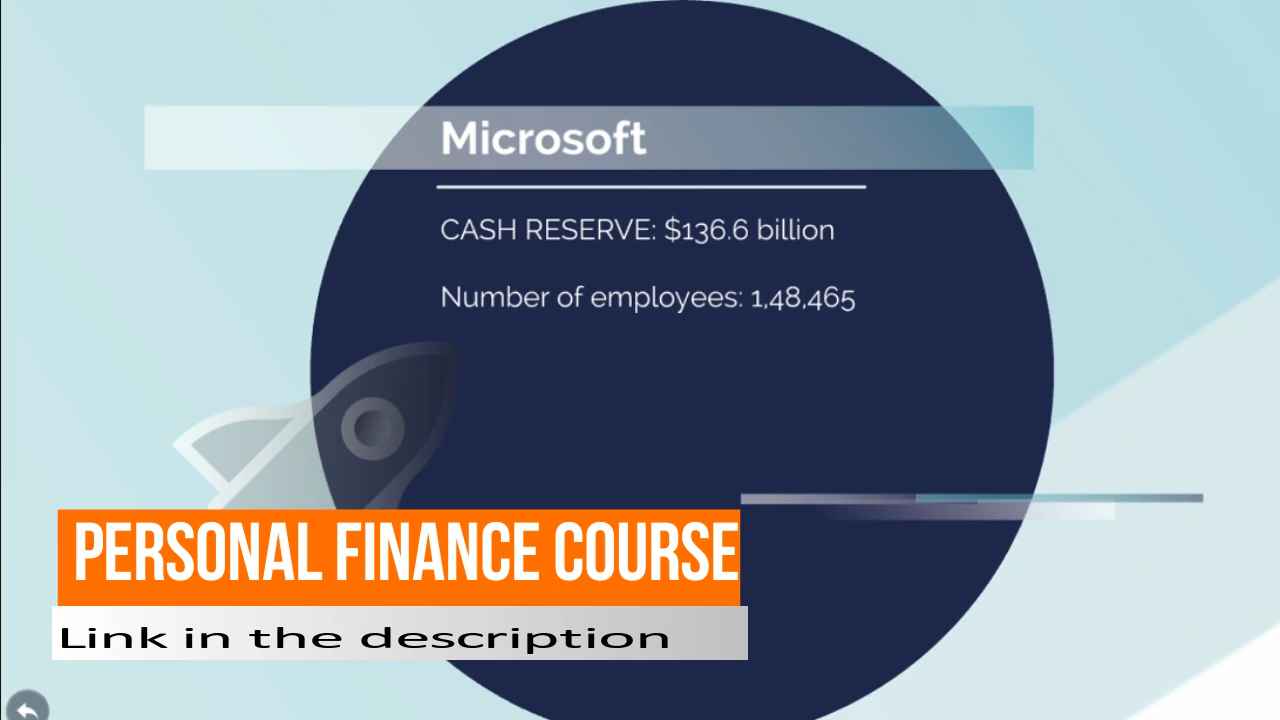 Microsoft
CASH RESERVE: $136.6 billion
Number of employees: 1,48,465
PERSONAL FINANCE COURSE
Link in the description